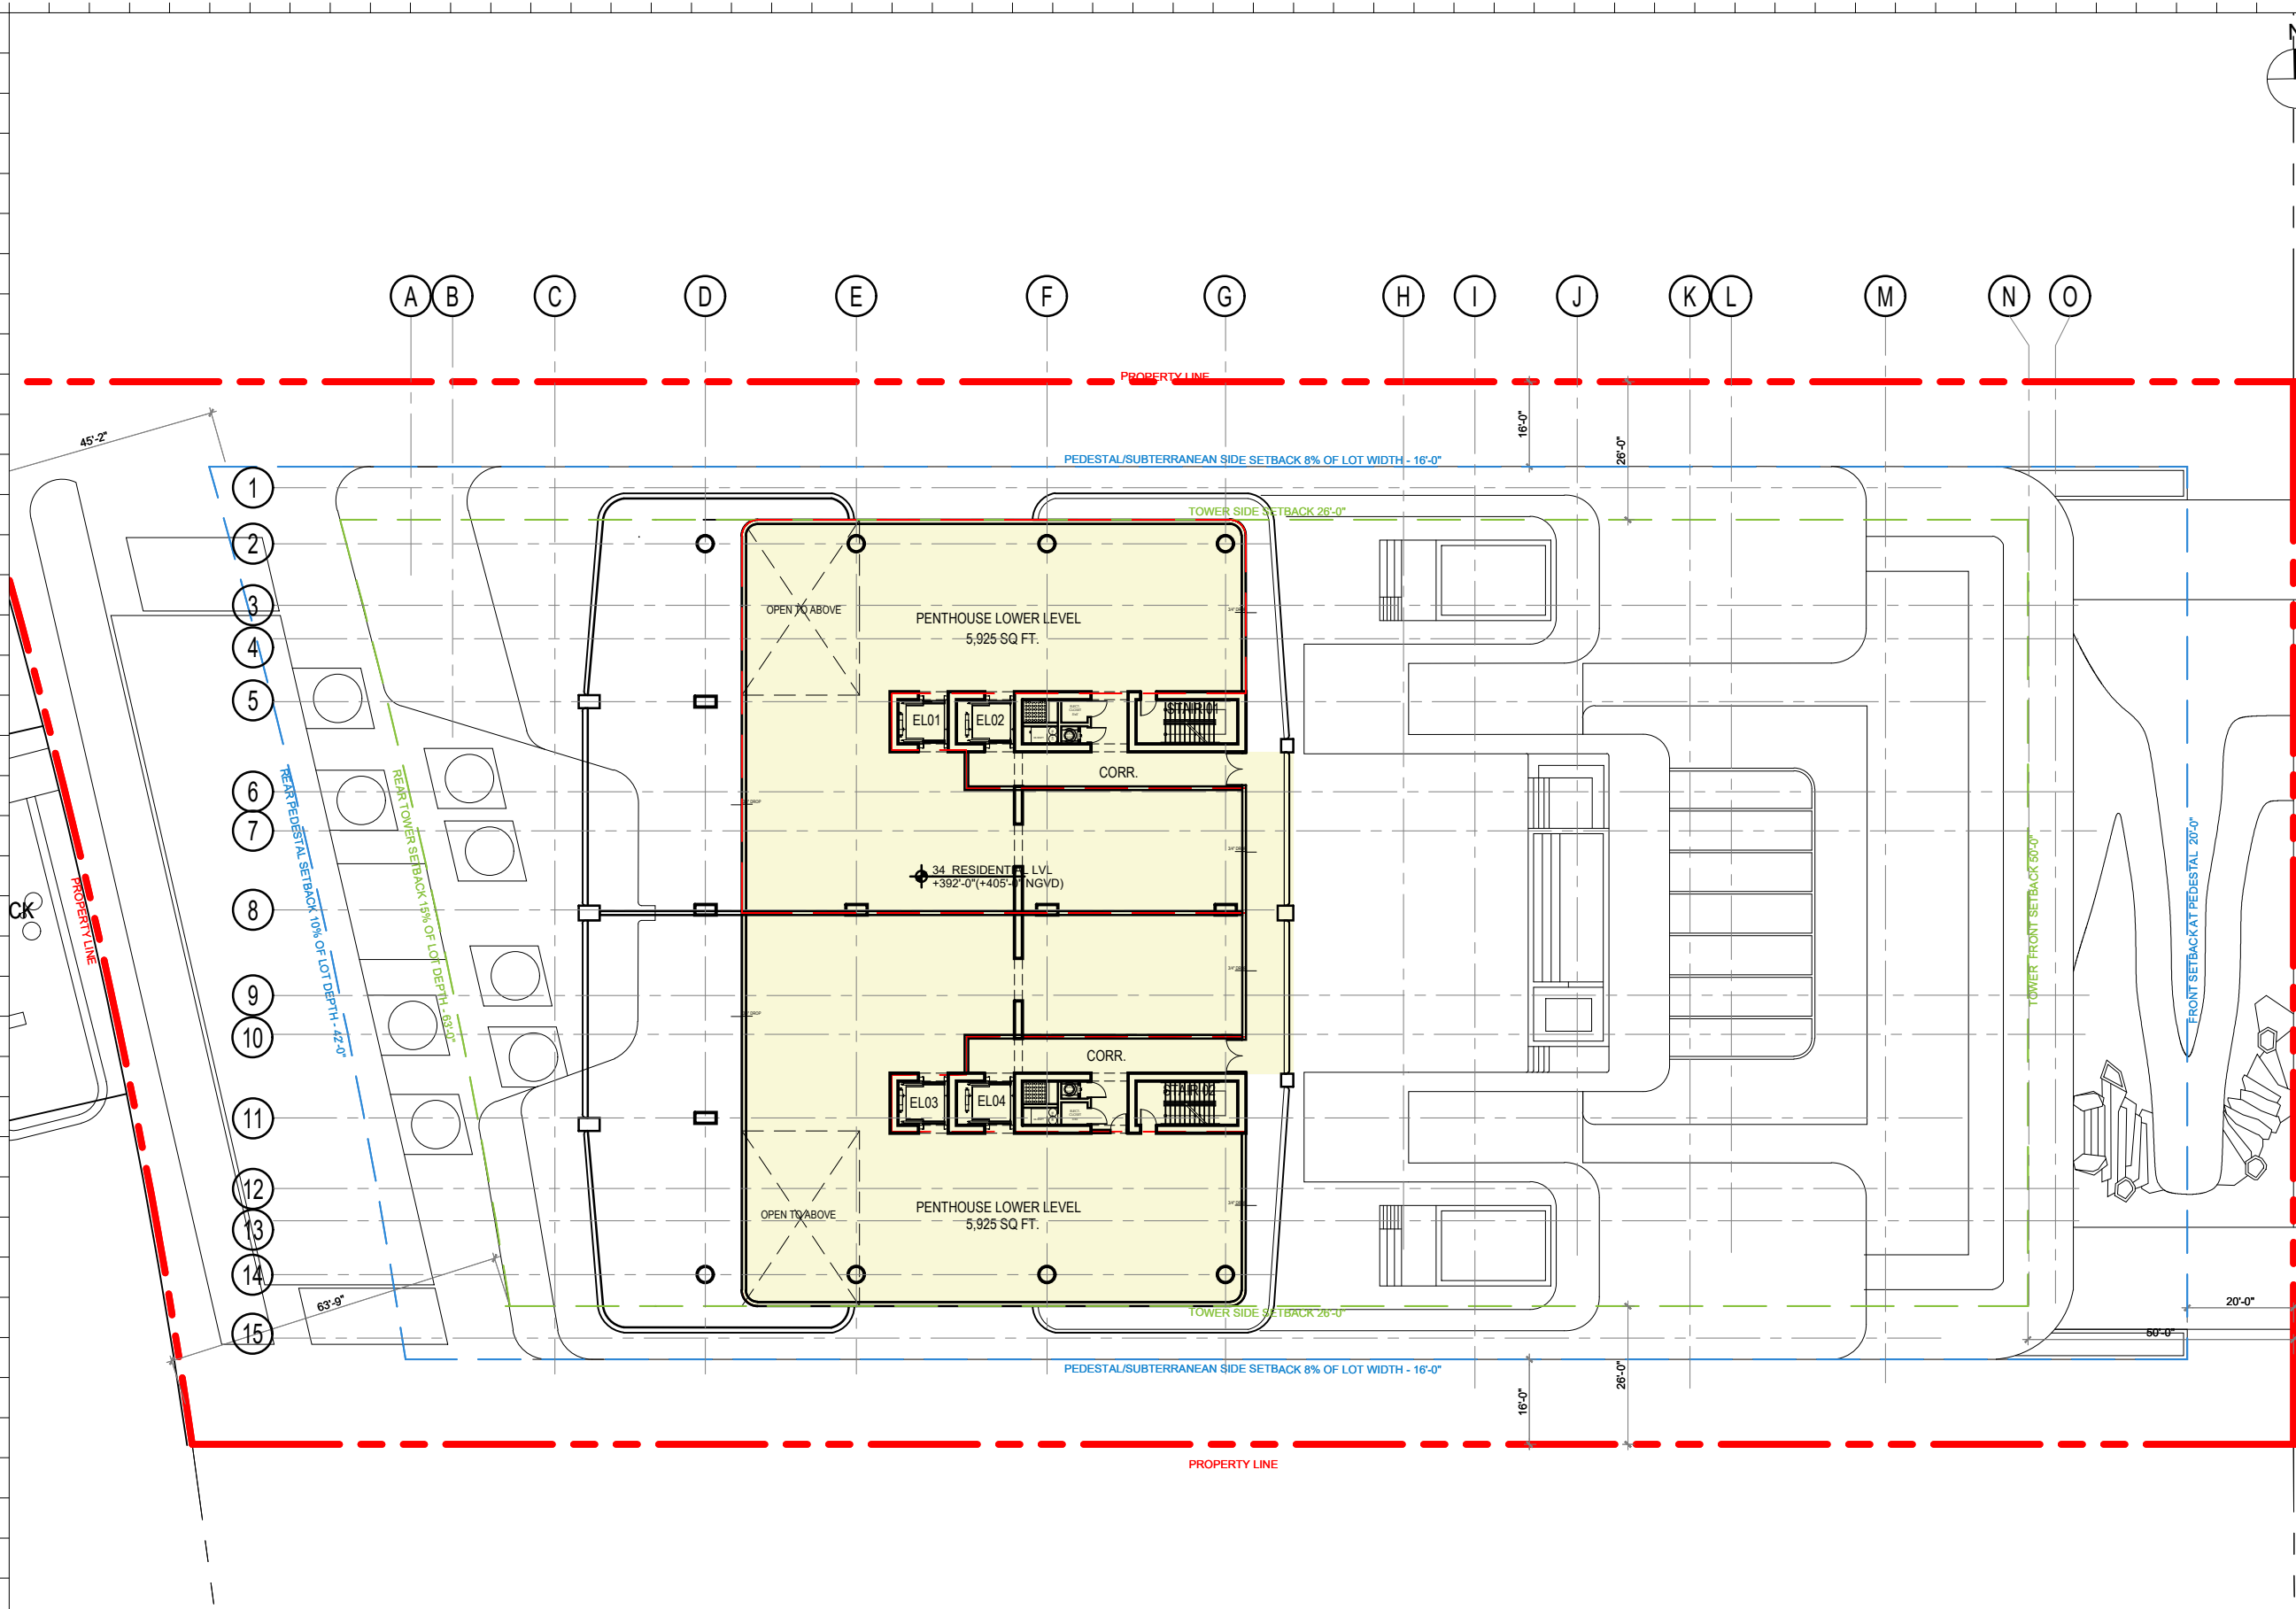 N
A
B
C
D
E
F
G
H
I
J
K
L
M
N
O
PROPERTY LINE
45'-2"
16'-0"
26'-0"
PEDESTAL/SUBTERRANEAN SIDE SETBACK 8% OF LOT WIDTH - 16'-0"
1
TOWER SIDE SETBACK 26'-0"
2
3
OPEN TO ABOVE
PENTHOUSE LOWER LEVEL
5,925 SQ FT.
4
5
EL01
EL02
STAIR 01
CORR.
6
7
REAR PEDESTAL SETBACK 10% OF LOT DEPTH - 42'-0"
REAR TOWER SETBACK 15% OF LOT DEPTH - 63'-0"
PROPERTY LINE
34 RESIDENTIAL LVL
+392'-0"(+405'-0" NGVD)
TOWER FRONT SETBACK 50'-0"
FRONT SETBACK AT PEDESTAL 20'-0"
CK
8
9
10
CORR.
EL03
EL04
STAIR 02
11
12
PENTHOUSE LOWER LEVEL
5,925 SQ FT.
OPEN TO ABOVE
13
14
63'-9"
TOWER SIDE SETBACK 26'-0"
20'-0"
50'-0"
15
PEDESTAL/SUBTERRANEAN SIDE SETBACK 8% OF LOT WIDTH - 16'-0"
16'-0"
26'-0"
PROPERTY LINE